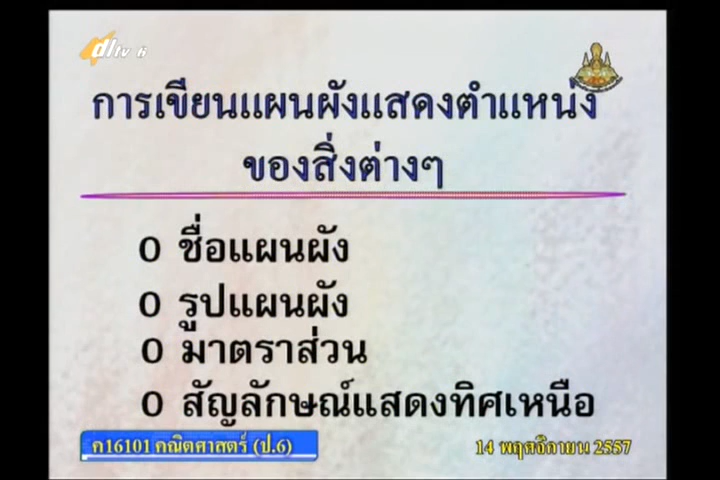 dltv 6
การเขียนแผนผังแสดงตำแหน่ง
ของสิ่งต่างๆ
o ชื่อแผนผัง
o รูปแผนผัง
o มาตราส่วน
o สัญลักษณ์แสดงทิศเหนือ
ค16101 คณิตศาสตร์ (ป.6)
14 พฤศจิกายน 2557